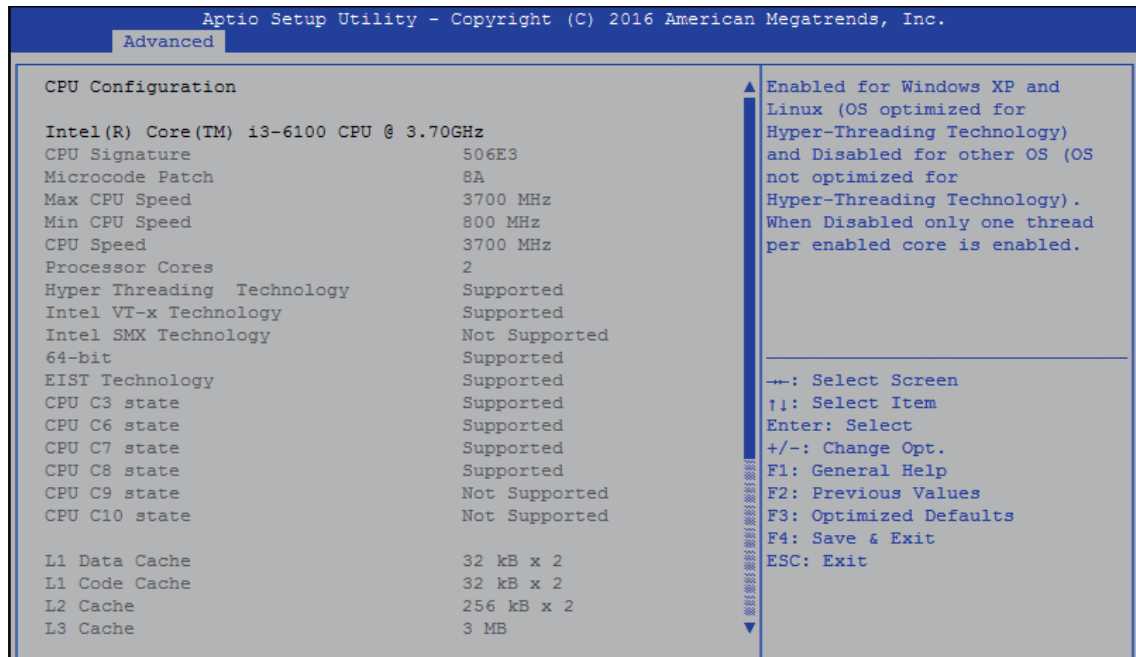 Aptio Setup Utility - Copyright (C) 2016 American Megatrends, Inc.
Advanced
CPU Configuration
Intel(R) Core(TM) i3-6100 CPU @ 3.70GHz
CPU Signature 506E3
Microcode Patch 8A
Max CPU Speed 3700 MHz
Min CPU Speed 800 MHz
CPU Speed 3700 MHz
Processor Cores 2
Hyper Threading Technology Supported
Intel VT-x Technology Supported
Intel SMX Technology Not Supported
64-bit Supported
EIST Technology Supported
CPU C3 state Supported
CPU C6 state Supported
CPU C7 state Supported
CPU C8 state Supported
CPU C9 state Not Supported
CPU C10 state Not Supported
L1 Data Cache 32 kB x 2
L1 Code Cache 32 kB x 2
L2 Cache 256 kB x 2
L3 Cache 3 MB
Enabled for Windows XP and
Linux (OS optimized for
Hyper-Threading Technology)
and Disabled for other OS (OS
not optimized for
Hyper-Threading Technology).
When Disabled only one thread
per enabled core is enabled.
→←: Select Screen
↑↓: Select Item
Enter: Select
+/-: Change Opt.
F1: General Help
F2: Previous Values
F3: Optimized Defaults
F4: Save & Exit
ESC: Exit